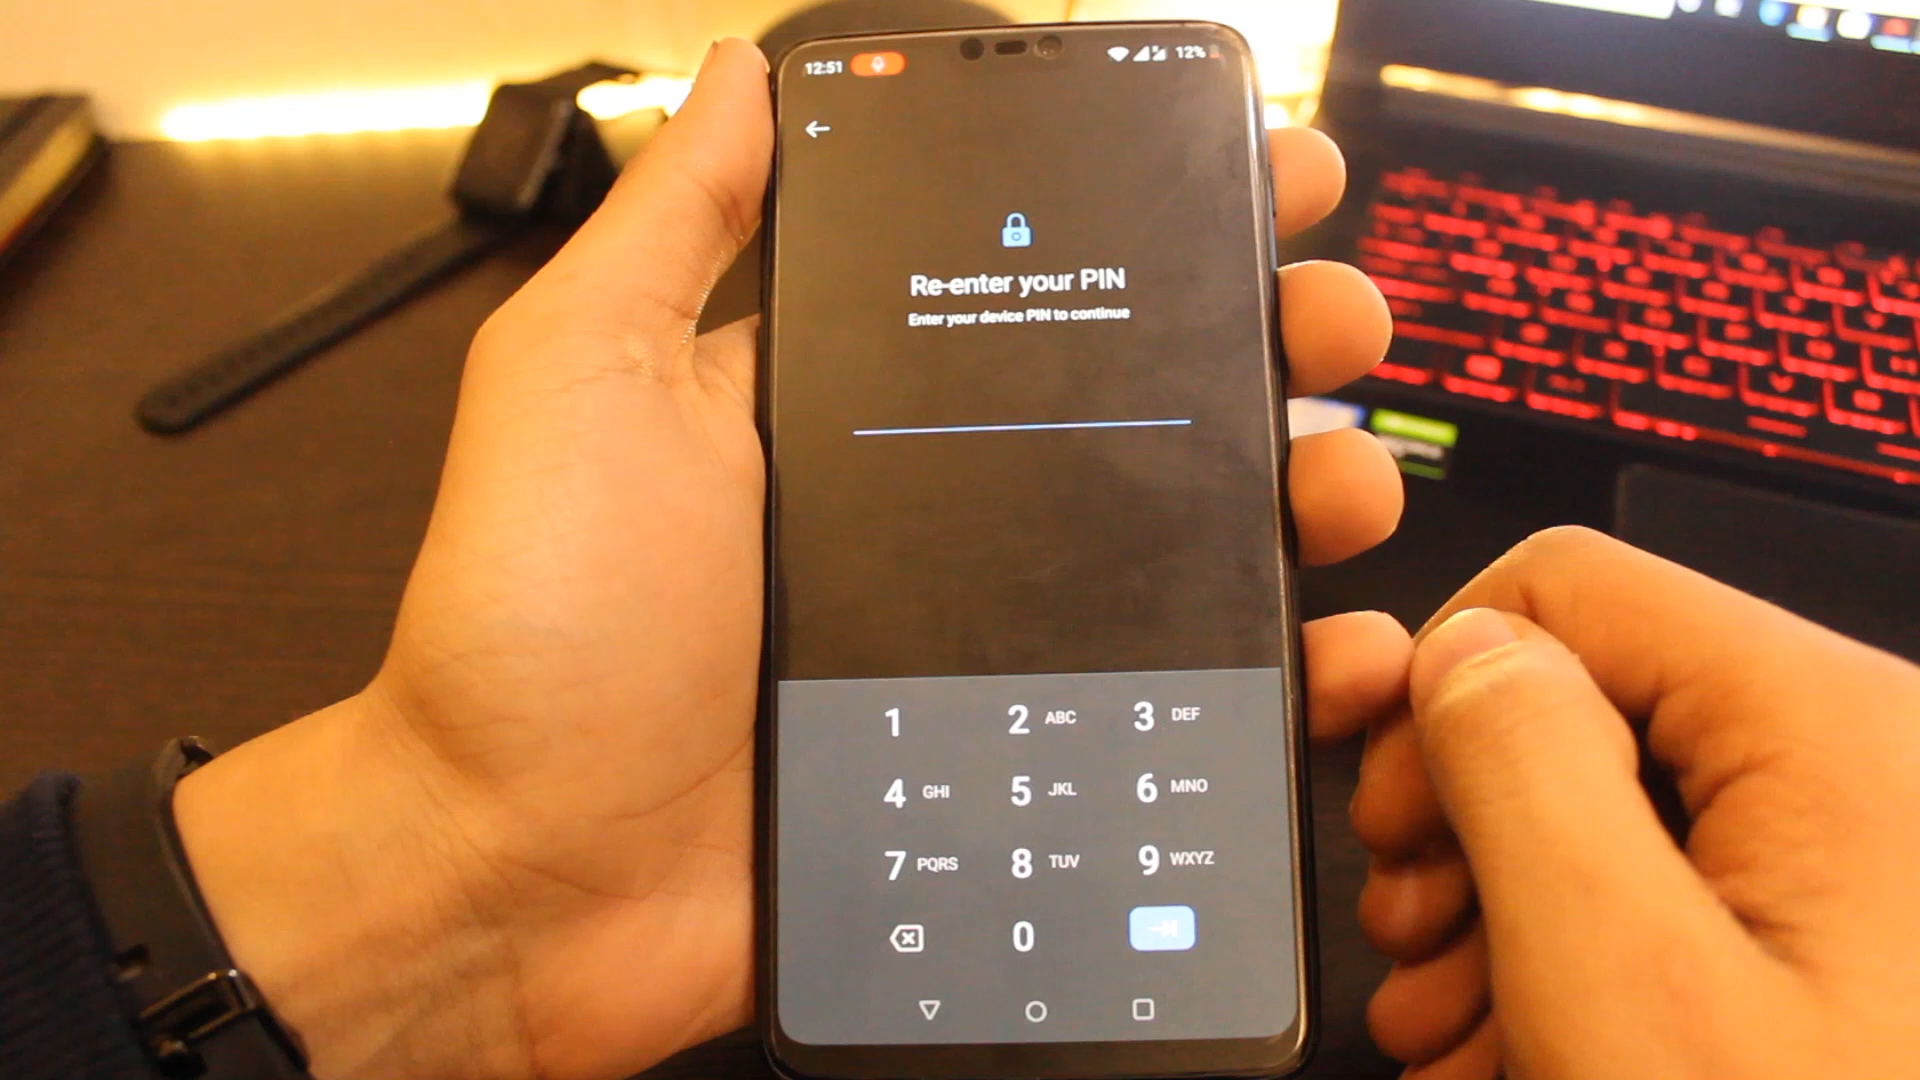 12:51 12%
Re-enter your PIN
Enter your device PIN to continue
1 2 ABC 3 DEF
4 GHI 5 JKL 6 MNO
7 PQRS 8 TUV 9 WXYZ
0